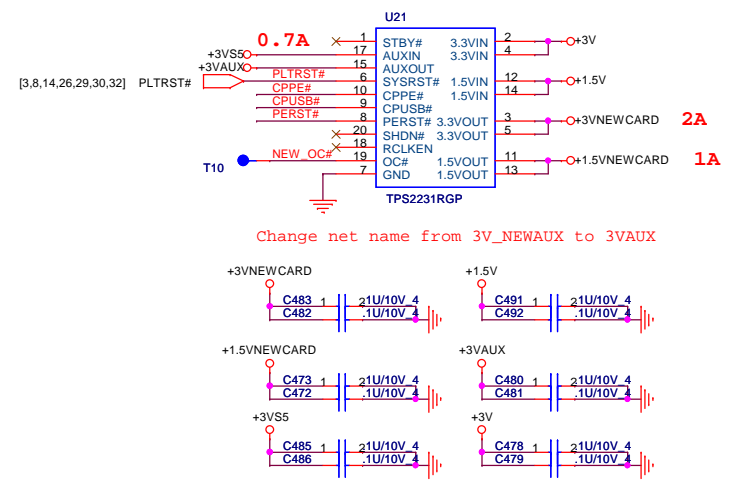 U21
0.7A
1 STBY# 3.3VIN 2 +3V
+3VS5 17 AUXIN 3.3VIN 4
+3VAUX 15 AUXOUT
[3,8,14,26,29,30,32] PLTRST# PLTRST# 6 SYSRST# 1.5VIN 12 +1.5V
CPPE# 10 CPPE# 1.5VIN 14
CPUSB# 9 CPUSB#
PERST# 8 PERST# 3.3VOUT 3 +3VNEWCARD 2A
20 SHDN# 3.3VOUT 5
18 RCLKEN
T10 NEW_OC# 19 OC# 1.5VOUT 11 +1.5VNEWCARD 1A
7 GND 1.5VOUT 13
TPS2231RGP
Change net name from 3V_NEWAUX to 3VAUX
+3VNEWCARD +1.5V
C483 1 2 .1U/10V_4 C491 1 2 .1U/10V_4
C482 .1U/10V_4 C492 .1U/10V_4
+1.5VNEWCARD +3VAUX
C473 1 2 .1U/10V_4 C480 1 2 .1U/10V_4
C472 .1U/10V_4 C481 .1U/10V_4
+3VS5 +3V
C485 1 2 .1U/10V_4 C478 1 2 .1U/10V_4
C486 .1U/10V_4 C479 .1U/10V_4